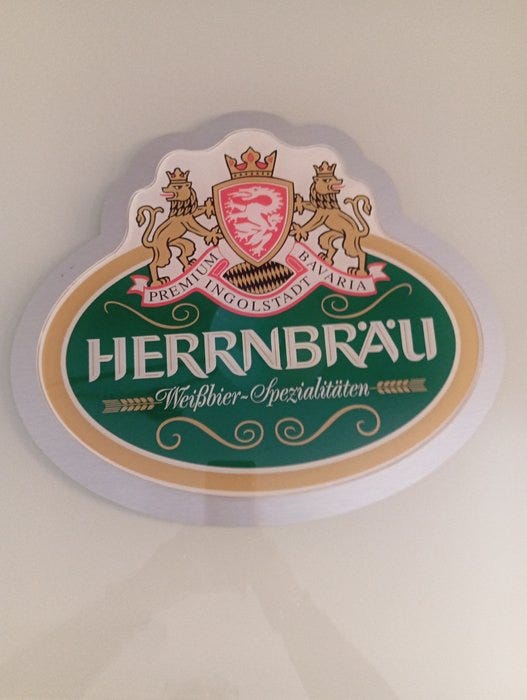 PREMIUM INGOLSTADT BAVARIA
HERRNBRÄU
Weißbier~Spezialitäten